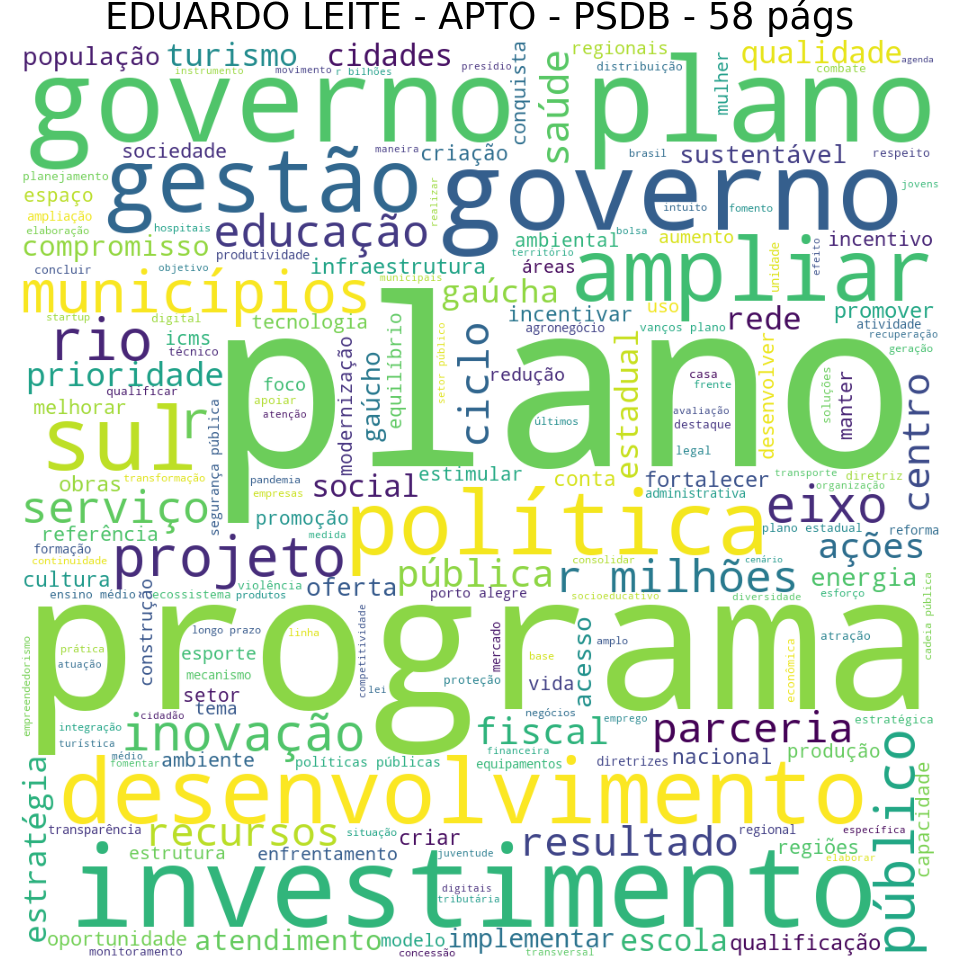 EDUARDO LEITE - APTO - PSDB - 58 págs
população turismo cidades regionais qualidade agenda
instrumento movimento r bilhões presídio conquista saúde distribuição mulher combate
governo plano
sociedade maneira criação brasil sustentável respeito
planejamento gestão governo jovens
espaço realizar intuito fomento
ampliação elaboração hospitais educação bolsa
compromisso produtividade ambiental território aumento unidade efeito incentivo
concluir objetivo infraestrutura municipais áreas ampliar
municípios gaúcha incentivar uso rede promover
startup digital tecnologia setor público agronegócio vanços plano atividade
rio icms técnico equilíbrio ciclo estadual desenvolver recuperação
prioridade qualificar modernização gaúcho foco redução casa frente soluções manter geração
melhorar apoiar atenção plano últimos avaliação destaque centro
sul r segurança pública legal
transformação pandemia estimular conta fortalecer transporte diretriz
obras empresas social administrativa organização
serviço promoção política eixo
referência medida plano estadual reforma
formação projeto consolidar cenário ações
continuidade
cultura violência oferta pública r milhões energia
ensino médio ecossistema produtos porto alegre socioeducativo diversidade esforço
construção programa cadeia pública
longo prazo linha competitividade mercado acesso amplo econômica atração
empreendedorismo prática atuação esporte lei base
mecanismo proteção vida
setor tema
integração cidadão inovação negócios emprego parceria estratégica
turística fiscal
médio fomentar ambiente políticas públicas financeira equipamentos diretrizes nacional produção
estratégia desenvolvimento público capacidade
transparência recursos situação criar resultado regional específica
estrutura enfrentamento juventude regiões elaborar
investimento
digitais tributária
oportunidade atendimento modelo implementar escola qualificação
monitoramento concessão transversal